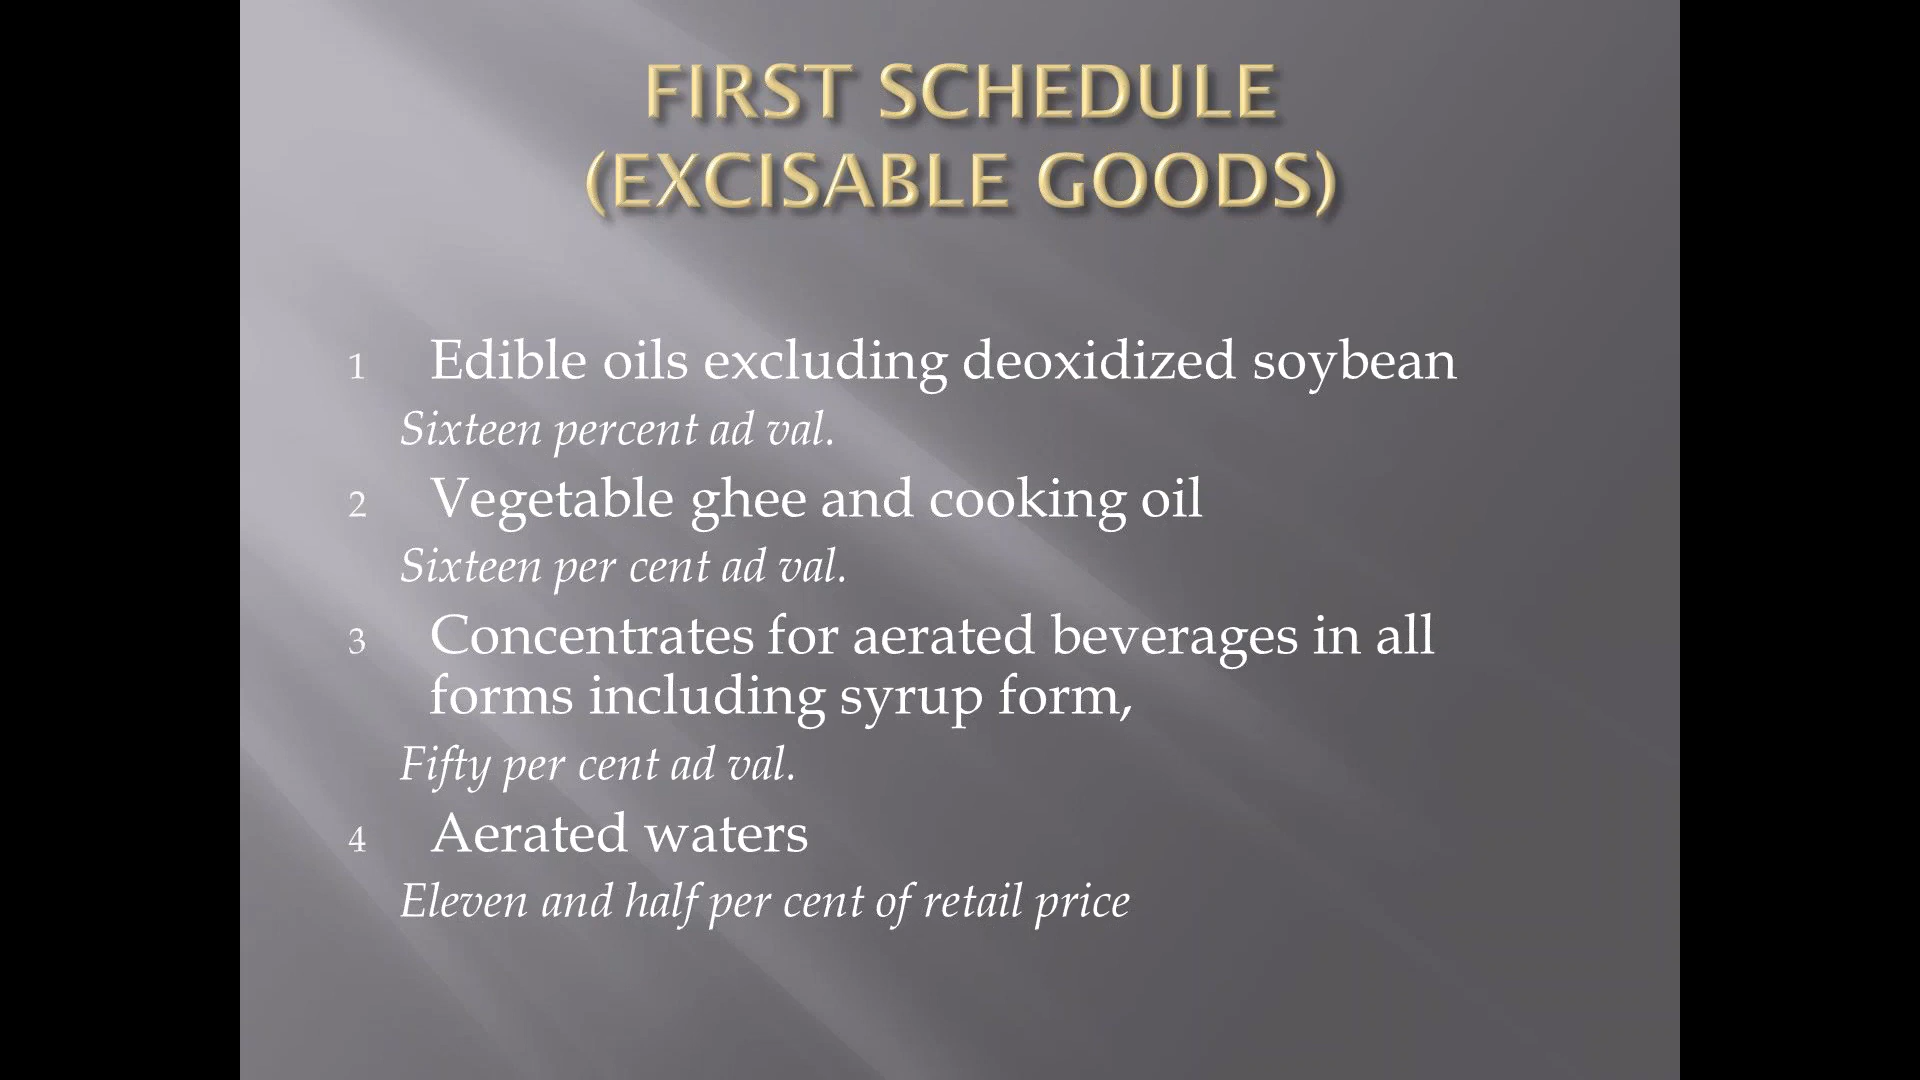 FIRST SCHEDULE
(EXCISABLE GOODS)
1 Edible oils excluding deoxidized soybean
Sixteen percent ad val.
2 Vegetable ghee and cooking oil
Sixteen per cent ad val.
3 Concentrates for aerated beverages in all
forms including syrup form,
Fifty per cent ad val.
4 Aerated waters
Eleven and half per cent of retail price